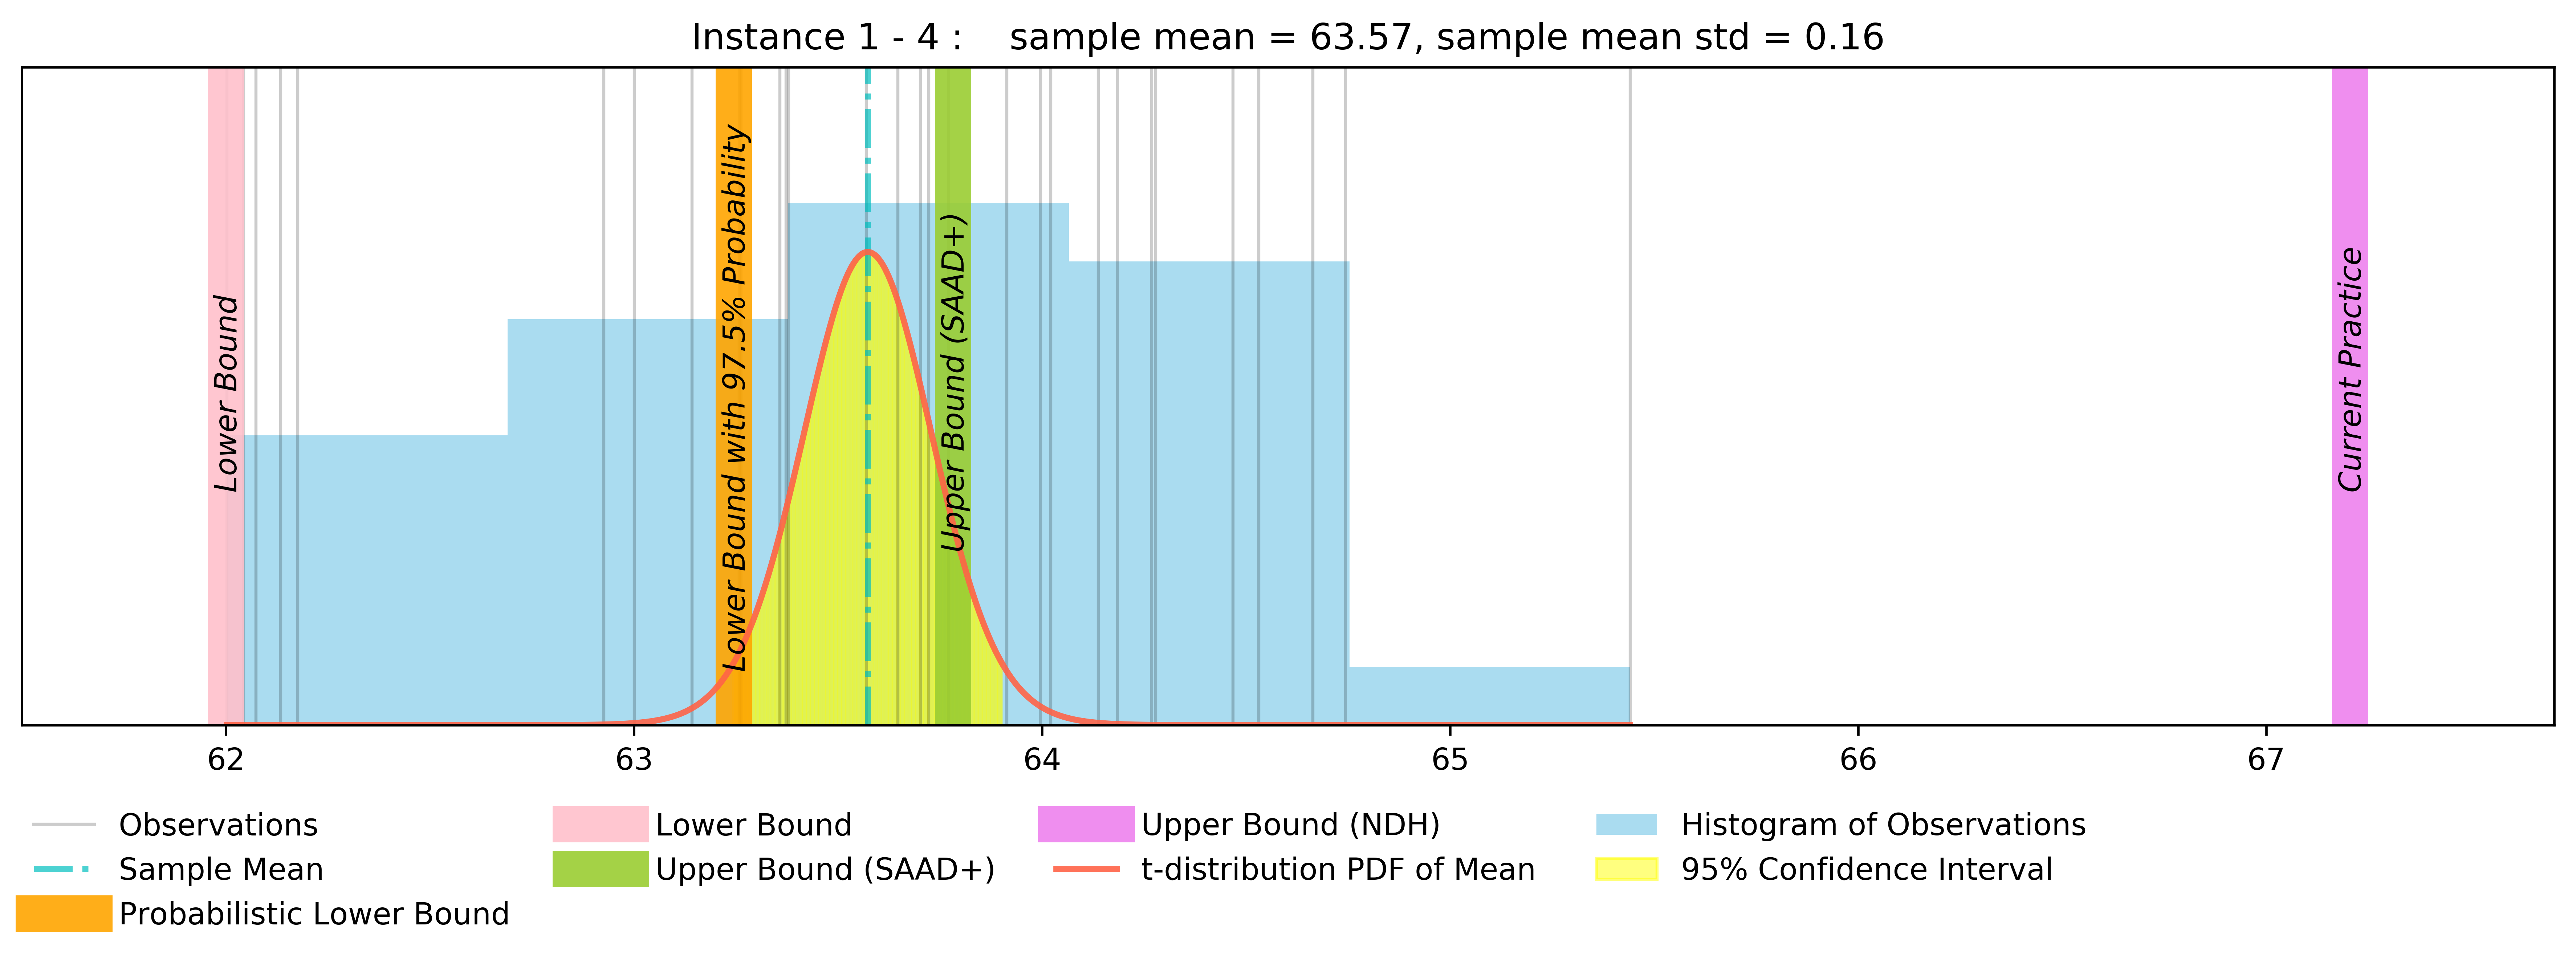 Instance 1 - 4 :    sample mean = 63.57, sample mean std = 0.16
Lower Bound
Lower Bound with 97.5% Probability
Upper Bound (SAAD+)
Current Practice
62 63 64 65 66 67
Observations
Sample Mean
Probabilistic Lower Bound
Lower Bound
Upper Bound (SAAD+)
Upper Bound (NDH)
t-distribution PDF of Mean
Histogram of Observations
95% Confidence Interval